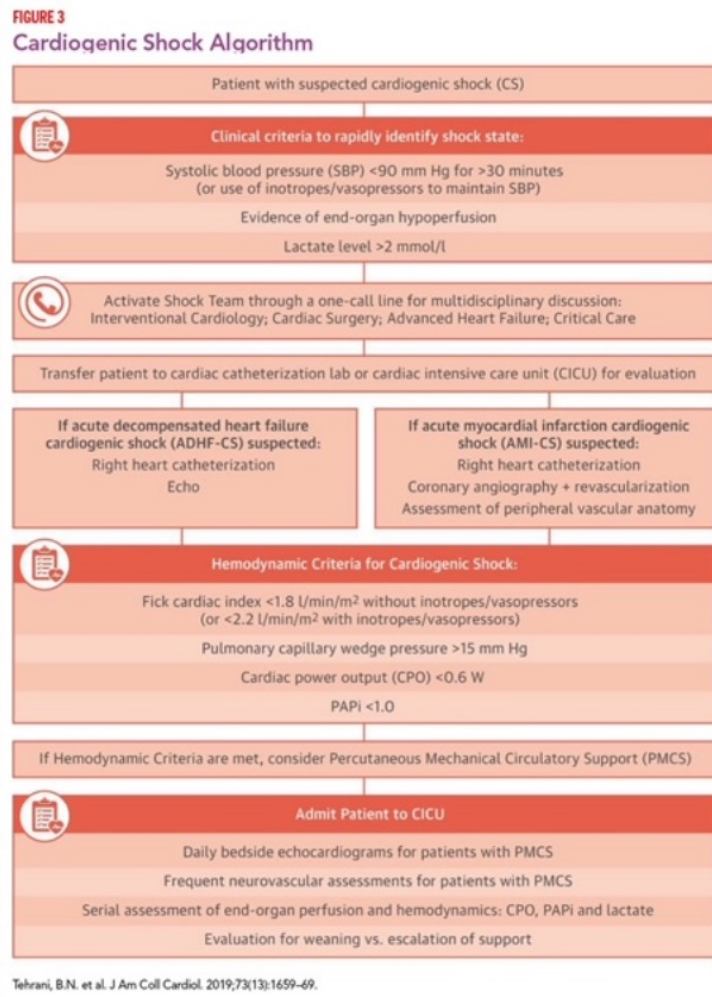 FIGURE 3
Cardiogenic Shock Algorithm
Patient with suspected cardiogenic shock (CS)
Clinical criteria to rapidly identify shock state:
Systolic blood pressure (SBP) <90 mm Hg for >30 minutes
(or use of inotropes/vasopressors to maintain SBP)
Evidence of end-organ hypoperfusion
Lactate level >2 mmol/l
Activate Shock Team through a one-call line for multidisciplinary discussion:
Interventional Cardiology; Cardiac Surgery; Advanced Heart Failure; Critical Care
Transfer patient to cardiac catheterization lab or cardiac intensive care unit (CICU) for evaluation
If acute decompensated heart failure
cardiogenic shock (ADHF-CS) suspected:
Right heart catheterization
Echo
If acute myocardial infarction cardiogenic
shock (AMI-CS) suspected:
Right heart catheterization
Coronary angiography + revascularization
Assessment of peripheral vascular anatomy
Hemodynamic Criteria for Cardiogenic Shock:
Fick cardiac index <1.8 l/min/m² without inotropes/vasopressors
(or <2.2 l/min/m² with inotropes/vasopressors)
Pulmonary capillary wedge pressure >15 mm Hg
Cardiac power output (CPO) <0.6 W
PAPi <1.0
If Hemodynamic Criteria are met, consider Percutaneous Mechanical Circulatory Support (PMCS)
Admit Patient to CICU
Daily bedside echocardiograms for patients with PMCS
Frequent neurovascular assessments for patients with PMCS
Serial assessment of end-organ perfusion and hemodynamics: CPO, PAPi and lactate
Evaluation for weaning vs. escalation of support
Tehrani, B.N. et al. J Am Coll Cardiol. 2019;73(13):1659–69.